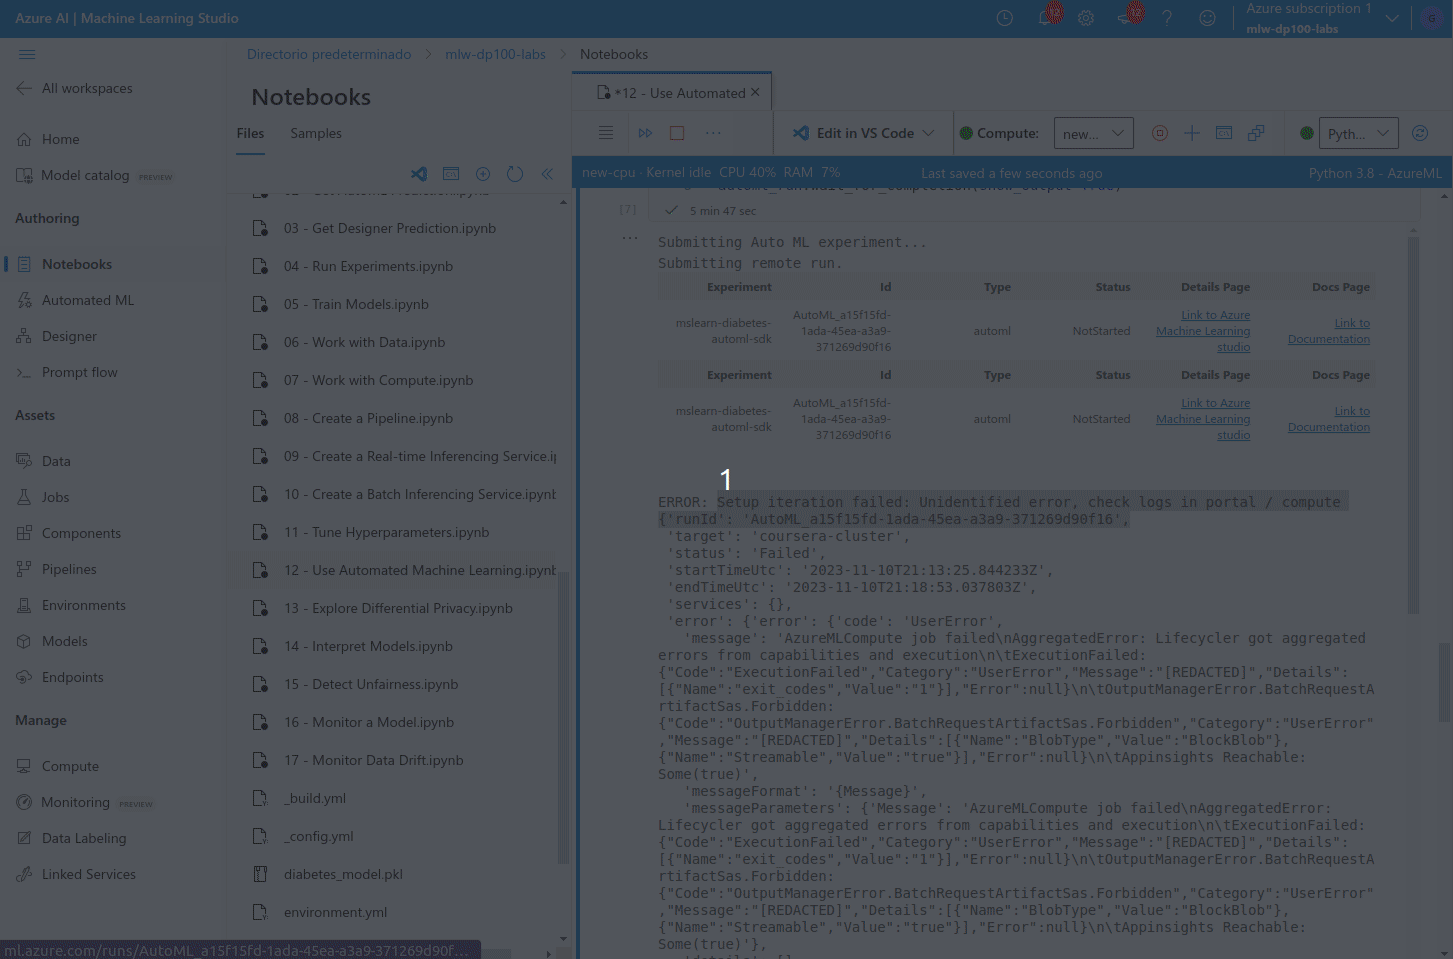 Azure AI | Machine Learning Studio
Azure subscription 1
mlw-dp100-labs
G
Directorio predeterminado > mlw-dp100-labs > Notebooks
All workspaces
Home
Model catalog PREVIEW
Authoring
Notebooks
Automated ML
Designer
Prompt flow
Assets
Data
Jobs
Components
Pipelines
Environments
Models
Endpoints
Manage
Compute
Monitoring PREVIEW
Data Labeling
Linked Services
Notebooks
Files Samples
03 - Get Designer Prediction.ipynb
04 - Run Experiments.ipynb
05 - Train Models.ipynb
06 - Work with Data.ipynb
07 - Work with Compute.ipynb
08 - Create a Pipeline.ipynb
09 - Create a Real-time Inferencing Service.ip
10 - Create a Batch Inferencing Service.ipynb
11 - Tune Hyperparameters.ipynb
12 - Use Automated Machine Learning.ipynb
13 - Explore Differential Privacy.ipynb
14 - Interpret Models.ipynb
15 - Detect Unfairness.ipynb
16 - Monitor a Model.ipynb
17 - Monitor Data Drift.ipynb
_build.yml
_config.yml
diabetes_model.pkl
environment.yml
*12 - Use Automated
Edit in VS Code
Compute: new...
Pyth...
new-cpu · Kernel idle CPU 40% RAM 7%
Last saved a few seconds ago
Python 3.8 - AzureML
[7] 5 min 47 sec
Submitting Auto ML experiment...
Submitting remote run.
Experiment Id Type Status Details Page Docs Page
mslearn-diabetes-automl-sdk AutoML_a15f15fd-1ada-45ea-a3a9-371269d90f16 automl NotStarted Link to Azure Machine Learning studio Link to Documentation
Experiment Id Type Status Details Page Docs Page
mslearn-diabetes-automl-sdk AutoML_a15f15fd-1ada-45ea-a3a9-371269d90f16 automl NotStarted Link to Azure Machine Learning studio Link to Documentation
1
ERROR: Setup iteration failed: Unidentified error, check logs in portal / compute
{'runId': 'AutoML_a15f15fd-1ada-45ea-a3a9-371269d90f16',
'target': 'coursera-cluster',
'status': 'Failed',
'startTimeUtc': '2023-11-10T21:13:25.844233Z',
'endTimeUtc': '2023-11-10T21:18:53.037803Z',
'services': {},
'error': {'error': {'code': 'UserError',
'message': 'AzureMLCompute job failed\nAggregatedError: Lifecycler got aggregated
errors from capabilities and execution\n\tExecutionFailed:
{"Code":"ExecutionFailed","Category":"UserError","Message":"[REDACTED]","Details":
[{"Name":"exit_codes","Value":"1"}],"Error":null}\n\tOutputManagerError.BatchRequestA
rtifactSas.Forbidden:
{"Code":"OutputManagerError.BatchRequestArtifactSas.Forbidden","Category":"UserError"
,"Message":"[REDACTED]","Details":[{"Name":"BlobType","Value":"BlockBlob"},
{"Name":"Streamable","Value":"true"}],"Error":null}\n\tAppinsights Reachable:
Some(true)',
'messageFormat': '{Message}',
'messageParameters': {'Message': 'AzureMLCompute job failed\nAggregatedError:
Lifecycler got aggregated errors from capabilities and execution\n\tExecutionFailed:
{"Code":"ExecutionFailed","Category":"UserError","Message":"[REDACTED]","Details":
[{"Name":"exit_codes","Value":"1"}],"Error":null}\n\tOutputManagerError.BatchRequestA
rtifactSas.Forbidden:
{"Code":"OutputManagerError.BatchRequestArtifactSas.Forbidden","Category":"UserError"
,"Message":"[REDACTED]","Details":[{"Name":"BlobType","Value":"BlockBlob"},
{"Name":"Streamable","Value":"true"}],"Error":null}\n\tAppinsights Reachable:
Some(true)'},
ml.azure.com/runs/AutoML_a15f15fd-1ada-45ea-a3a9-371269d90f...